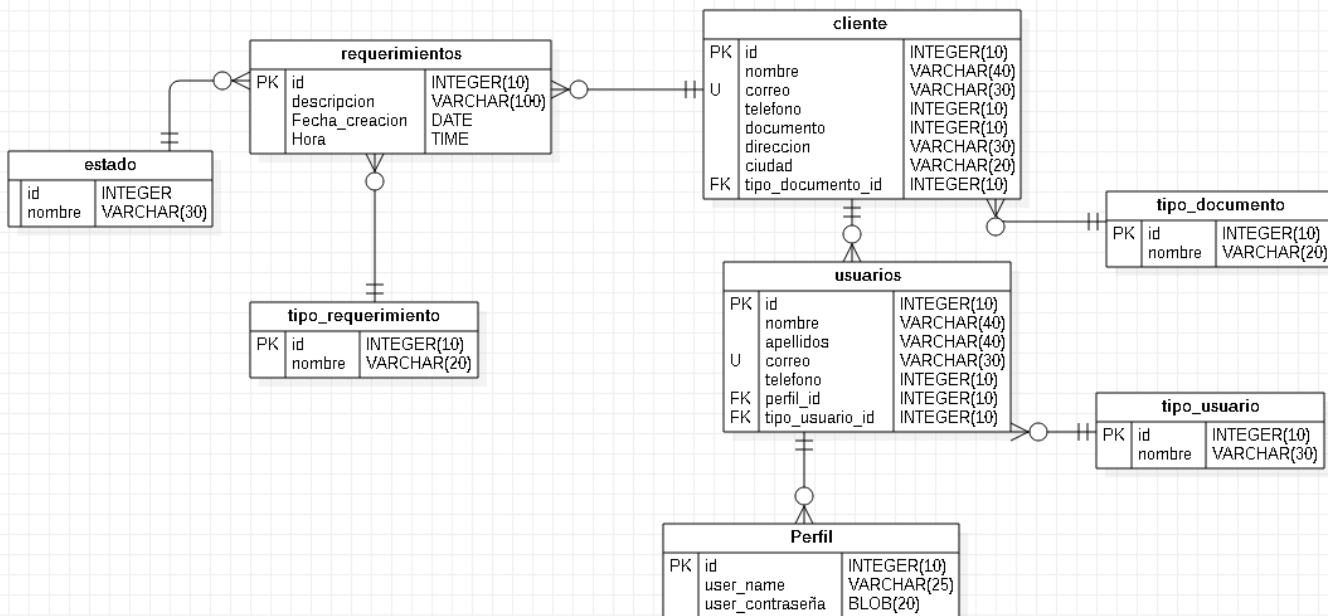 cliente
PK id INTEGER(10)
nombre VARCHAR(40)
U correo VARCHAR(30)
telefono INTEGER(10)
documento INTEGER(10)
direccion VARCHAR(30)
ciudad VARCHAR(20)
FK tipo_documento_id INTEGER(10)
requerimientos
PK id INTEGER(10)
descripcion VARCHAR(100)
Fecha_creacion DATE
Hora TIME
estado
id INTEGER
nombre VARCHAR(30)
tipo_documento
PK id INTEGER(10)
nombre VARCHAR(20)
usuarios
PK id INTEGER(10)
nombre VARCHAR(40)
apellidos VARCHAR(40)
U correo VARCHAR(30)
telefono INTEGER(10)
FK perfil_id INTEGER(10)
FK tipo_usuario_id INTEGER(10)
tipo_requerimiento
PK id INTEGER(10)
nombre VARCHAR(20)
tipo_usuario
PK id INTEGER(10)
nombre VARCHAR(30)
Perfil
PK id INTEGER(10)
user_name VARCHAR(25)
user_contraseña BLOB(20)